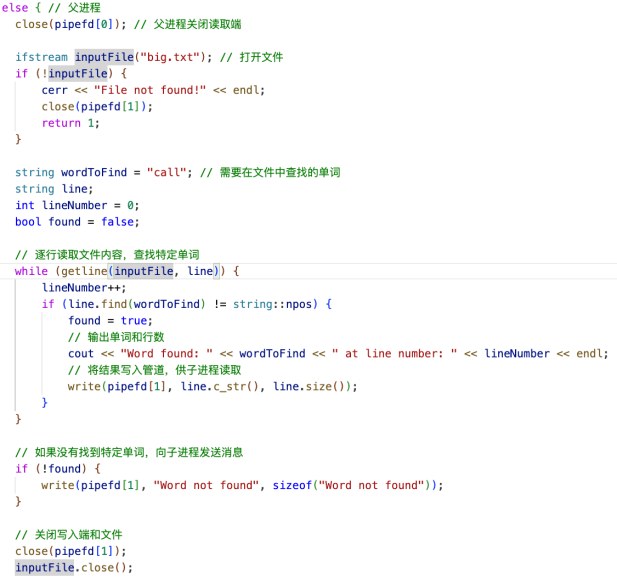 else { // 父进程
close(pipefd[0]); // 父进程关闭读取端
ifstream inputFile("big.txt"); // 打开文件
if (!inputFile) {
cerr << "File not found!" << endl;
close(pipefd[1]);
return 1;
}
string wordToFind = "call"; // 需要在文件中查找的单词
string line;
int lineNumber = 0;
bool found = false;
// 逐行读取文件内容，查找特定单词
while (getline(inputFile, line)) {
lineNumber++;
if (line.find(wordToFind) != string::npos) {
found = true;
// 输出单词和行数
cout << "Word found: " << wordToFind << " at line number: " << lineNumber << endl;
// 将结果写入管道，供子进程读取
write(pipefd[1], line.c_str(), line.size());
}
}
// 如果没有找到特定单词，向子进程发送消息
if (!found) {
write(pipefd[1], "Word not found", sizeof("Word not found"));
}
// 关闭写入端和文件
close(pipefd[1]);
inputFile.close();